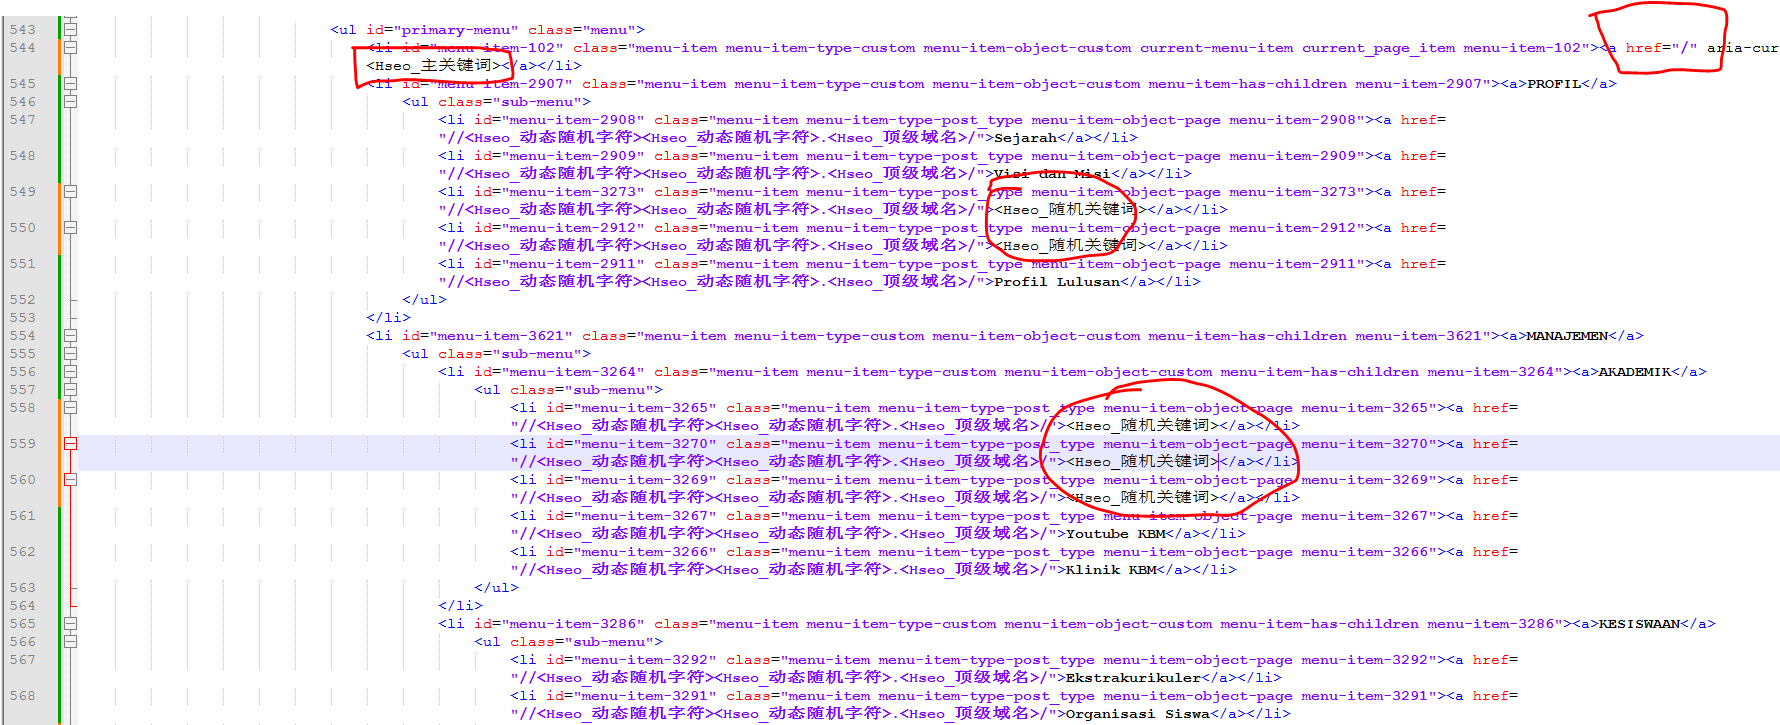 543 <ul id="primary-menu" class="menu">
544 <li id="menu-item-102" class="menu-item menu-item-type-custom menu-item-object-custom current-menu-item current_page_item menu-item-102"><a href="/" aria-cur
<Hseo_主关键词></a></li>
545 <li id="menu-item-2907" class="menu-item menu-item-type-custom menu-item-object-custom menu-item-has-children menu-item-2907"><a>PROFIL</a>
546 <ul class="sub-menu">
547 <li id="menu-item-2908" class="menu-item menu-item-type-post_type menu-item-object-page menu-item-2908"><a href=
"//<Hseo_动态随机字符><Hseo_动态随机字符>.<Hseo_顶级域名>/">Sejarah</a></li>
548 <li id="menu-item-2909" class="menu-item menu-item-type-post_type menu-item-object-page menu-item-2909"><a href=
"//<Hseo_动态随机字符><Hseo_动态随机字符>.<Hseo_顶级域名>/">Visi dan Misi</a></li>
549 <li id="menu-item-3273" class="menu-item menu-item-type-post_type menu-item-object-page menu-item-3273"><a href=
"//<Hseo_动态随机字符><Hseo_动态随机字符>.<Hseo_顶级域名>/"><Hseo_随机关键词></a></li>
550 <li id="menu-item-2912" class="menu-item menu-item-type-post_type menu-item-object-page menu-item-2912"><a href=
"//<Hseo_动态随机字符><Hseo_动态随机字符>.<Hseo_顶级域名>/"><Hseo_随机关键词></a></li>
551 <li id="menu-item-2911" class="menu-item menu-item-type-post_type menu-item-object-page menu-item-2911"><a href=
"//<Hseo_动态随机字符><Hseo_动态随机字符>.<Hseo_顶级域名>/">Profil Lulusan</a></li>
552 </ul>
553 </li>
554 <li id="menu-item-3621" class="menu-item menu-item-type-custom menu-item-object-custom menu-item-has-children menu-item-3621"><a>MANAJEMEN</a>
555 <ul class="sub-menu">
556 <li id="menu-item-3264" class="menu-item menu-item-type-custom menu-item-object-custom menu-item-has-children menu-item-3264"><a>AKADEMIK</a>
557 <ul class="sub-menu">
558 <li id="menu-item-3265" class="menu-item menu-item-type-post_type menu-item-object-page menu-item-3265"><a href=
"//<Hseo_动态随机字符><Hseo_动态随机字符>.<Hseo_顶级域名>/"><Hseo_随机关键词></a></li>
559 <li id="menu-item-3270" class="menu-item menu-item-type-post_type menu-item-object-page menu-item-3270"><a href=
"//<Hseo_动态随机字符><Hseo_动态随机字符>.<Hseo_顶级域名>/"><Hseo_随机关键词></a></li>
560 <li id="menu-item-3269" class="menu-item menu-item-type-post_type menu-item-object-page menu-item-3269"><a href=
"//<Hseo_动态随机字符><Hseo_动态随机字符>.<Hseo_顶级域名>/"><Hseo_随机关键词></a></li>
561 <li id="menu-item-3267" class="menu-item menu-item-type-post_type menu-item-object-page menu-item-3267"><a href=
"//<Hseo_动态随机字符><Hseo_动态随机字符>.<Hseo_顶级域名>/">Youtube KBM</a></li>
562 <li id="menu-item-3266" class="menu-item menu-item-type-post_type menu-item-object-page menu-item-3266"><a href=
"//<Hseo_动态随机字符><Hseo_动态随机字符>.<Hseo_顶级域名>/">Klinik KBM</a></li>
563 </ul>
564 </li>
565 <li id="menu-item-3286" class="menu-item menu-item-type-custom menu-item-object-custom menu-item-has-children menu-item-3286"><a>KESISWAAN</a>
566 <ul class="sub-menu">
567 <li id="menu-item-3292" class="menu-item menu-item-type-post_type menu-item-object-page menu-item-3292"><a href=
"//<Hseo_动态随机字符><Hseo_动态随机字符>.<Hseo_顶级域名>/">Ekstrakurikuler</a></li>
568 <li id="menu-item-3291" class="menu-item menu-item-type-post_type menu-item-object-page menu-item-3291"><a href=
"//<Hseo_动态随机字符><Hseo_动态随机字符>.<Hseo_顶级域名>/">Organisasi Siswa</a></li>